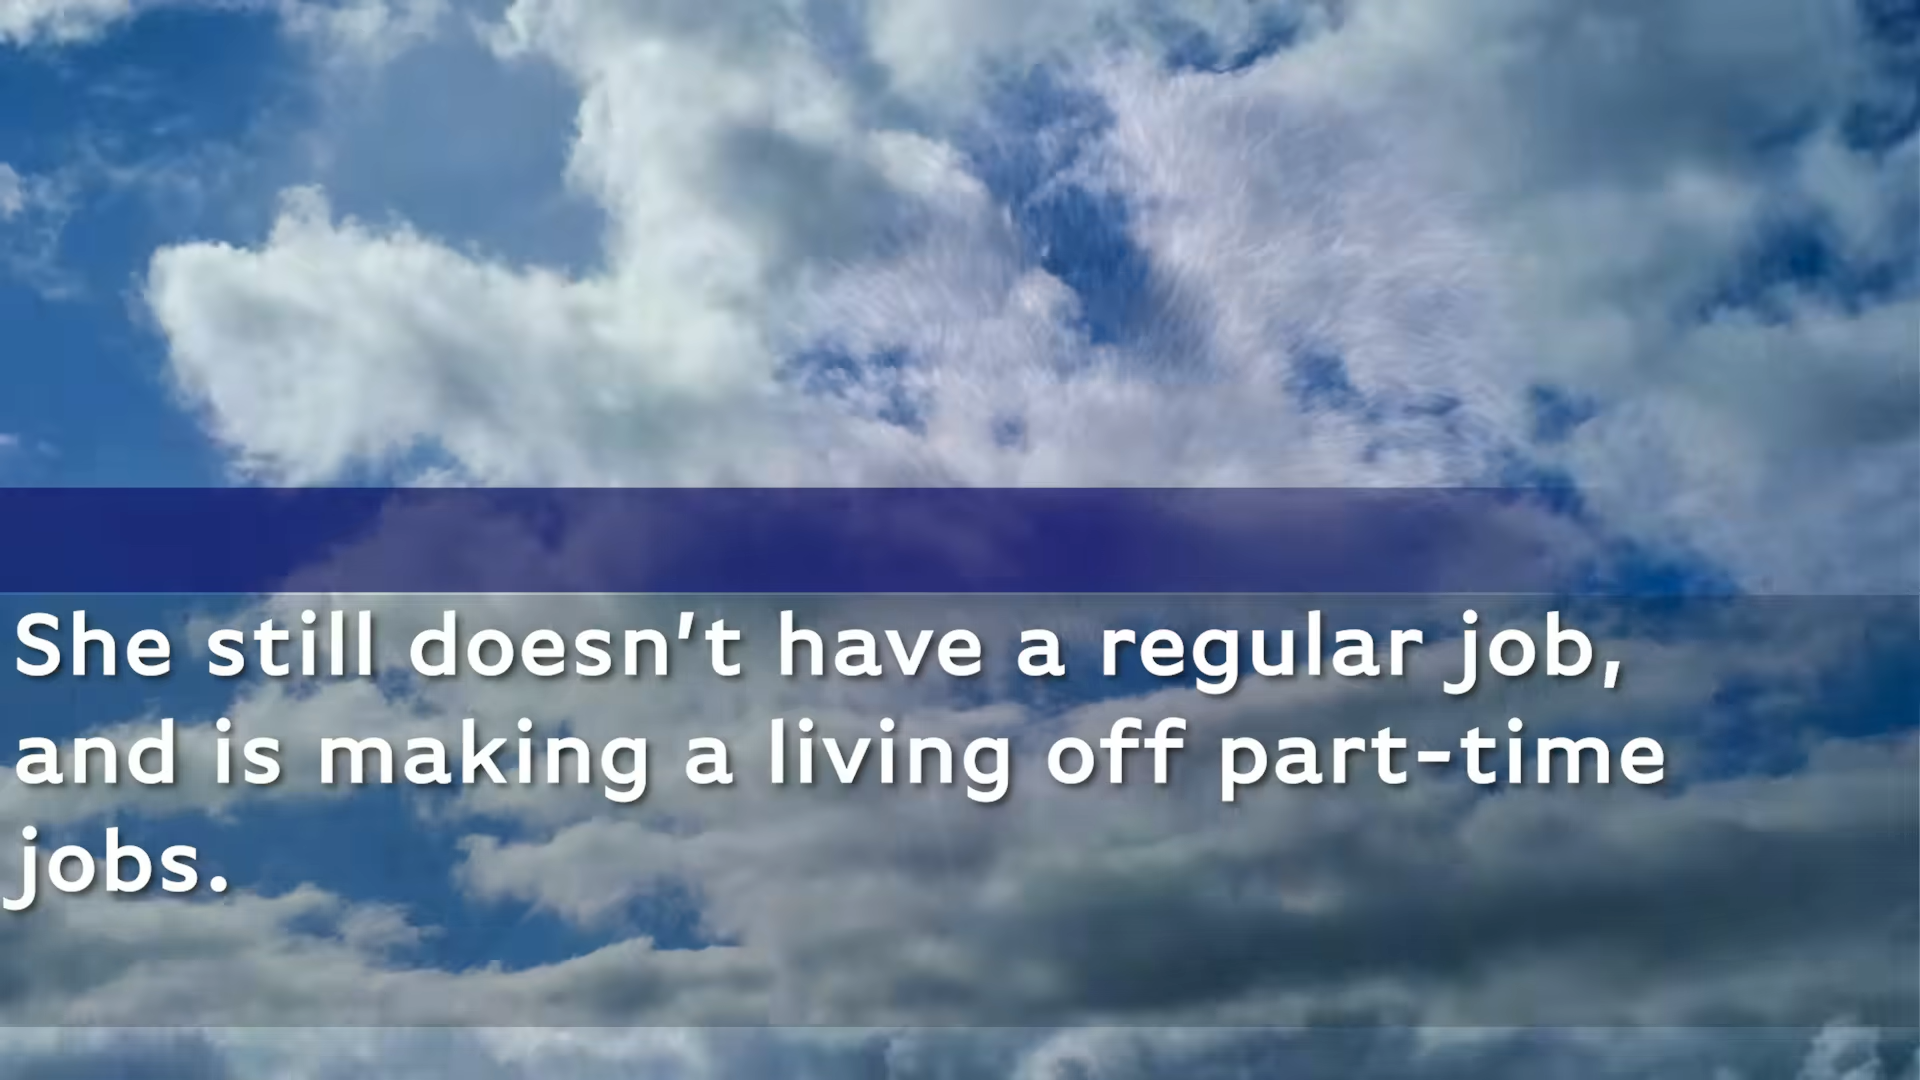 She still doesn't have a regular job,
and is making a living off part-time
jobs.